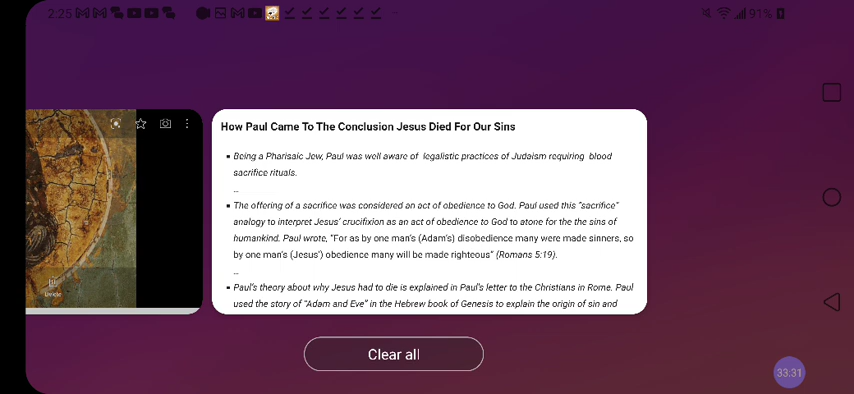 2:25
91%
How Paul Came To The Conclusion Jesus Died For Our Sins
▪ Being a Pharisaic Jew, Paul was well aware of legalistic practices of Judaism requiring blood
sacrifice rituals.
...
▪ The offering of a sacrifice was considered an act of obedience to God. Paul used this "sacrifice"
analogy to interpret Jesus' crucifixion as an act of obedience to God to atone for the the sins of
humankind. Paul wrote, "For as by one man's (Adam's) disobedience many were made sinners, so
by one man's (Jesus') obedience many will be made righteous" (Romans 5:19).
...
▪ Paul's theory about why Jesus had to die is explained in Paul's letter to the Christians in Rome. Paul
used the story of "Adam and Eve" in the Hebrew book of Genesis to explain the origin of sin and
Clear all
33:31